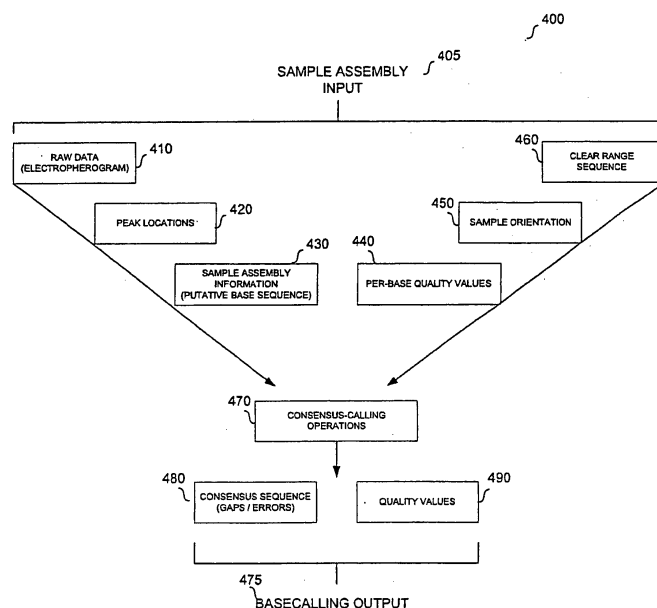 400
SAMPLE ASSEMBLY 405
INPUT
RAW DATA
(ELECTROPHEROGRAM)
410
460
CLEAR RANGE
SEQUENCE
PEAK LOCATIONS
420
450
SAMPLE ORIENTATION
430
SAMPLE ASSEMBLY
INFORMATION
(PUTATIVE BASE SEQUENCE)
440
PER-BASE QUALITY VALUES
470
CONSENSUS-CALLING
OPERATIONS
480
CONSENSUS SEQUENCE
(GAPS / ERRORS)
QUALITY VALUES
490
475
BASECALLING OUTPUT